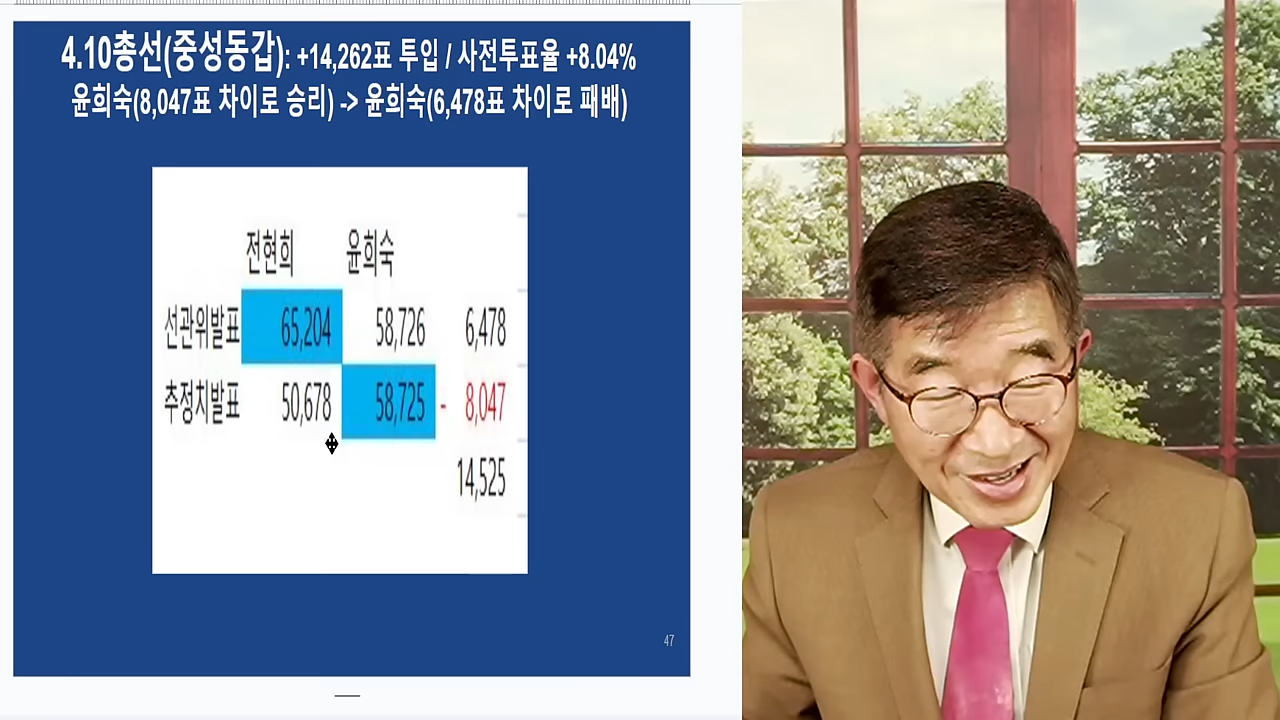 4.10총선(중성동갑): +14,262표 투입 / 사전투표율 +8.04%
윤희숙(8,047표 차이로 승리) -> 윤희숙(6,478표 차이로 패배)
전현희 윤희숙
선관위발표 65,204 58,726 6,478
추정치발표 50,678 58,725 - 8,047
14,525
47